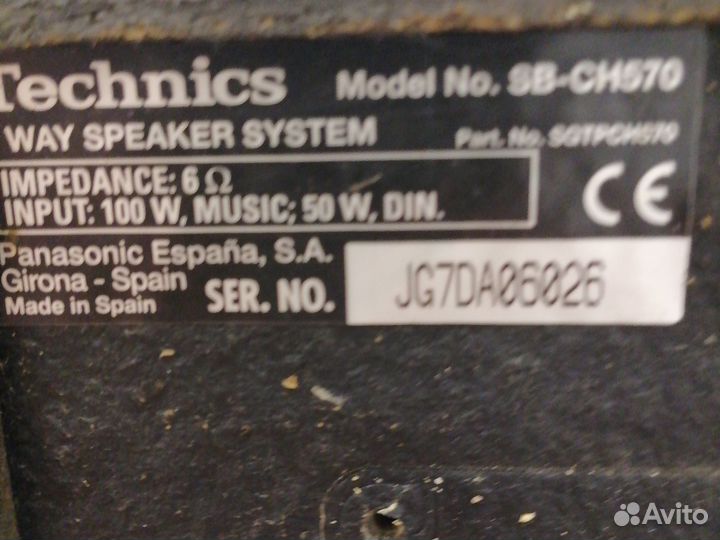 Technics Model No. SB-CH570
WAY SPEAKER SYSTEM Part. No. SGTPCH570
IMPEDANCE: 6 Ω
INPUT: 100 W, MUSIC; 50 W, DIN.
CE
Panasonic España, S.A.
Girona - Spain
Made in Spain
SER. NO. JG7DA06026
Avito